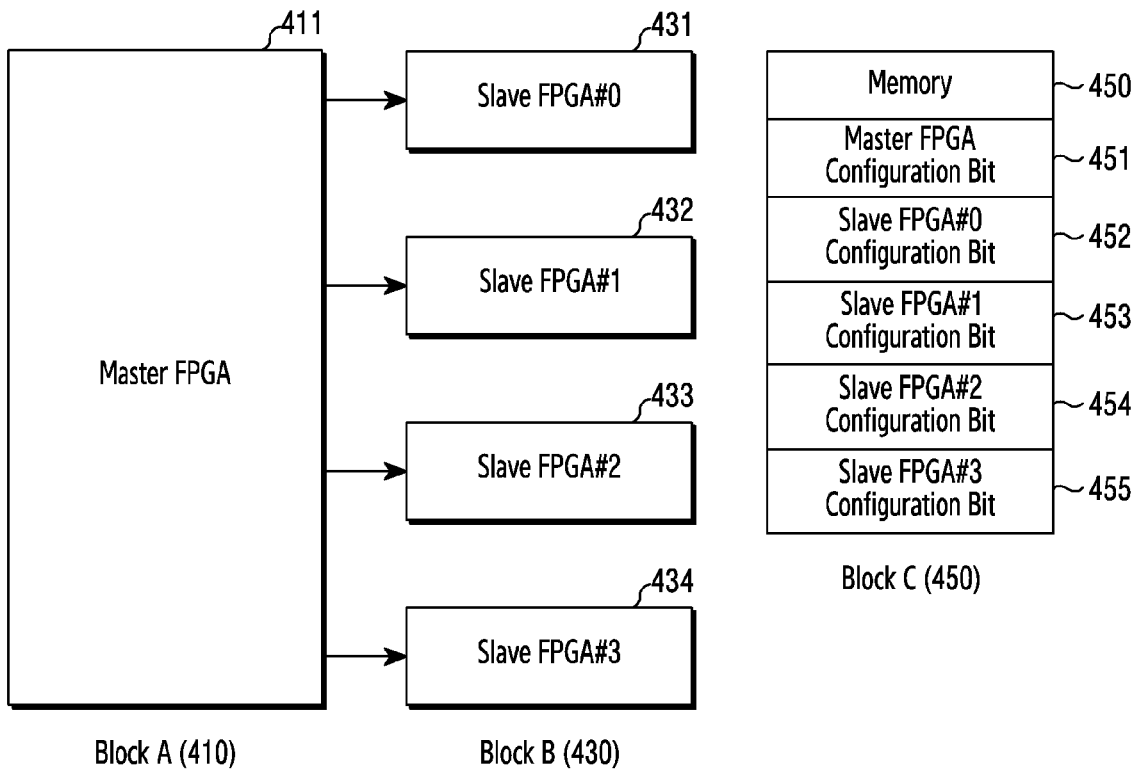 411
Master FPGA
Block A (410)
431
Slave FPGA#0
432
Slave FPGA#1
433
Slave FPGA#2
434
Slave FPGA#3
Block B (430)
Memory
450
Master FPGA
Configuration Bit
451
Slave FPGA#0
Configuration Bit
452
Slave FPGA#1
Configuration Bit
453
Slave FPGA#2
Configuration Bit
454
Slave FPGA#3
Configuration Bit
455
Block C (450)